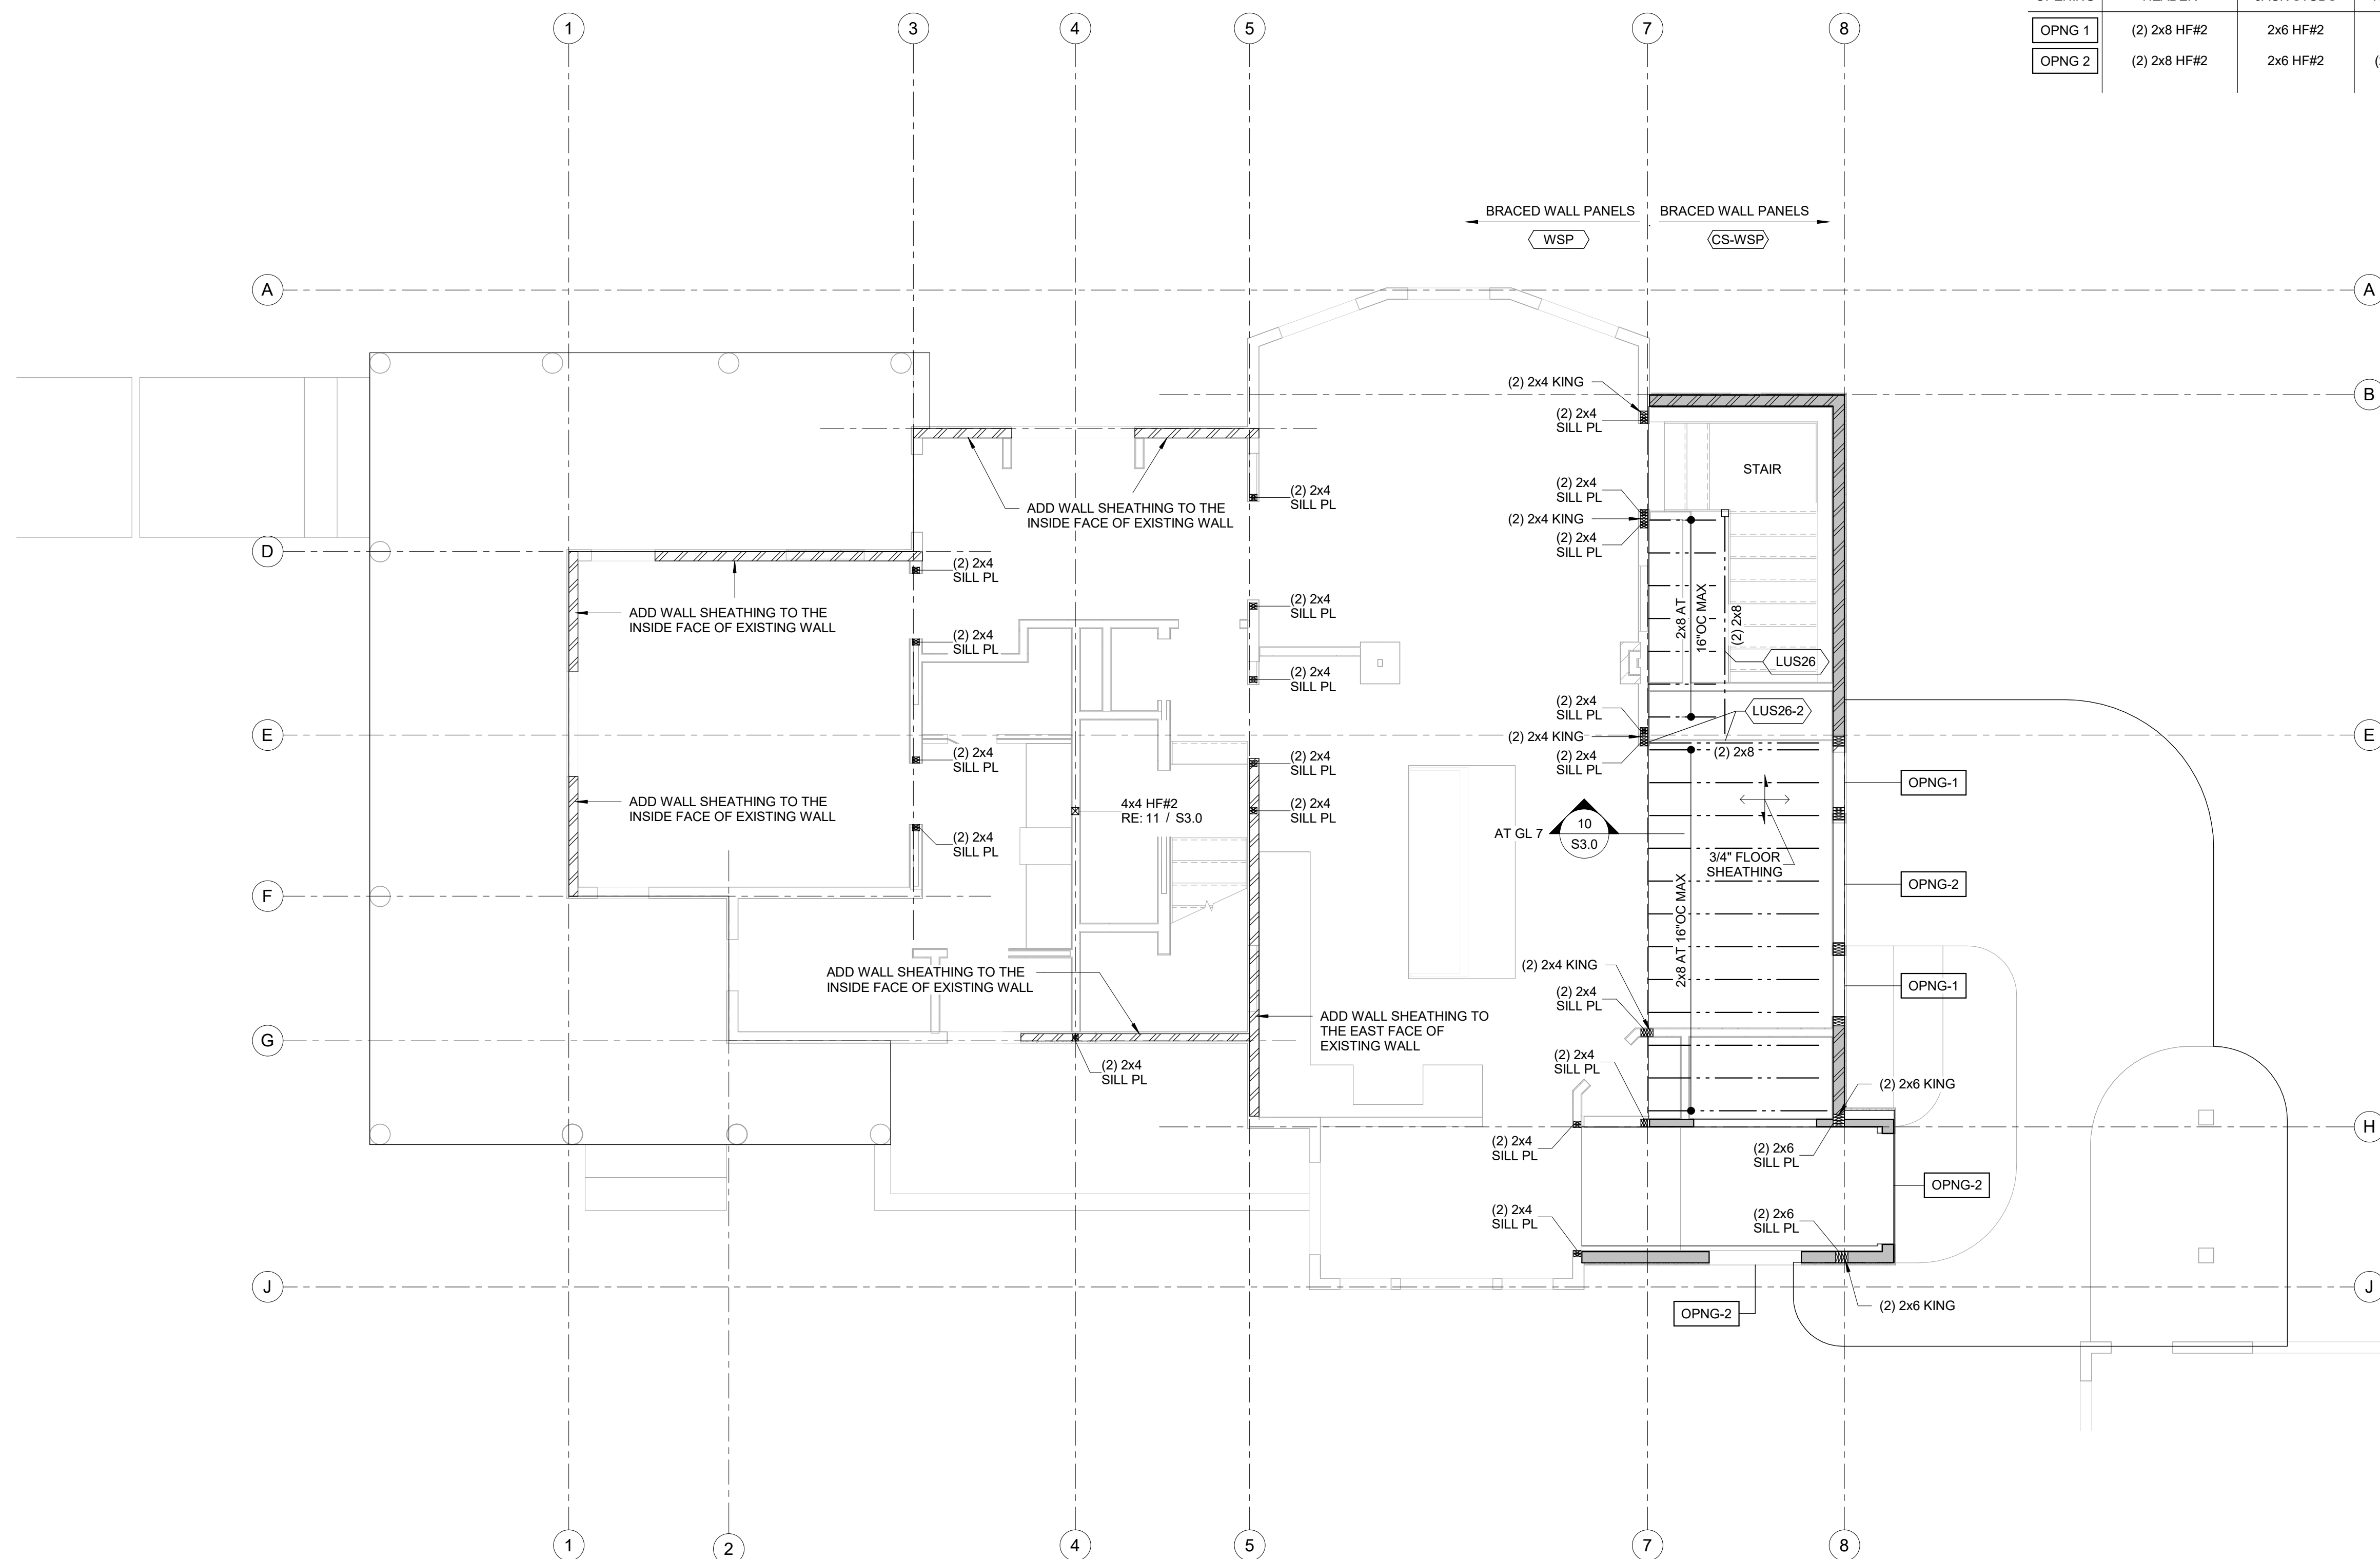 1
3
4
5
7
8
OPNG 1
(2) 2x8 HF#2
2x6 HF#2
OPNG 2
(2) 2x8 HF#2
2x6 HF#2
(
BRACED WALL PANELS
BRACED WALL PANELS
WSP
CS-WSP
A
A
(2) 2x4 KING
B
(2) 2x4
SILL PL
STAIR
(2) 2x4
SILL PL
(2) 2x4
SILL PL
ADD WALL SHEATHING TO THE
INSIDE FACE OF EXISTING WALL
(2) 2x4 KING
(2) 2x4
SILL PL
D
(2) 2x4
SILL PL
ADD WALL SHEATHING TO THE
INSIDE FACE OF EXISTING WALL
(2) 2x4
SILL PL
(2) 2x4
SILL PL
2x8 AT
16"OC MAX
(2) 2x8
LUS26
(2) 2x4
SILL PL
(2) 2x4
SILL PL
LUS26-2
E
(2) 2x4 KING
E
(2) 2x4
SILL PL
(2) 2x4
SILL PL
(2) 2x4
SILL PL
(2) 2x8
OPNG-1
ADD WALL SHEATHING TO THE
INSIDE FACE OF EXISTING WALL
4x4 HF#2
RE: 11 / S3.0
(2) 2x4
SILL PL
(2) 2x4
SILL PL
AT GL 7
10
S3.0
3/4" FLOOR
SHEATHING
F
2x8 AT 16"OC MAX
OPNG-2
ADD WALL SHEATHING TO THE
INSIDE FACE OF EXISTING WALL
(2) 2x4 KING
(2) 2x4
SILL PL
OPNG-1
G
ADD WALL SHEATHING TO
THE EAST FACE OF
EXISTING WALL
(2) 2x4
SILL PL
(2) 2x4
SILL PL
(2) 2x6 KING
H
(2) 2x4
SILL PL
(2) 2x6
SILL PL
OPNG-2
(2) 2x4
SILL PL
(2) 2x6
SILL PL
J
J
OPNG-2
(2) 2x6 KING
1
2
4
5
7
8